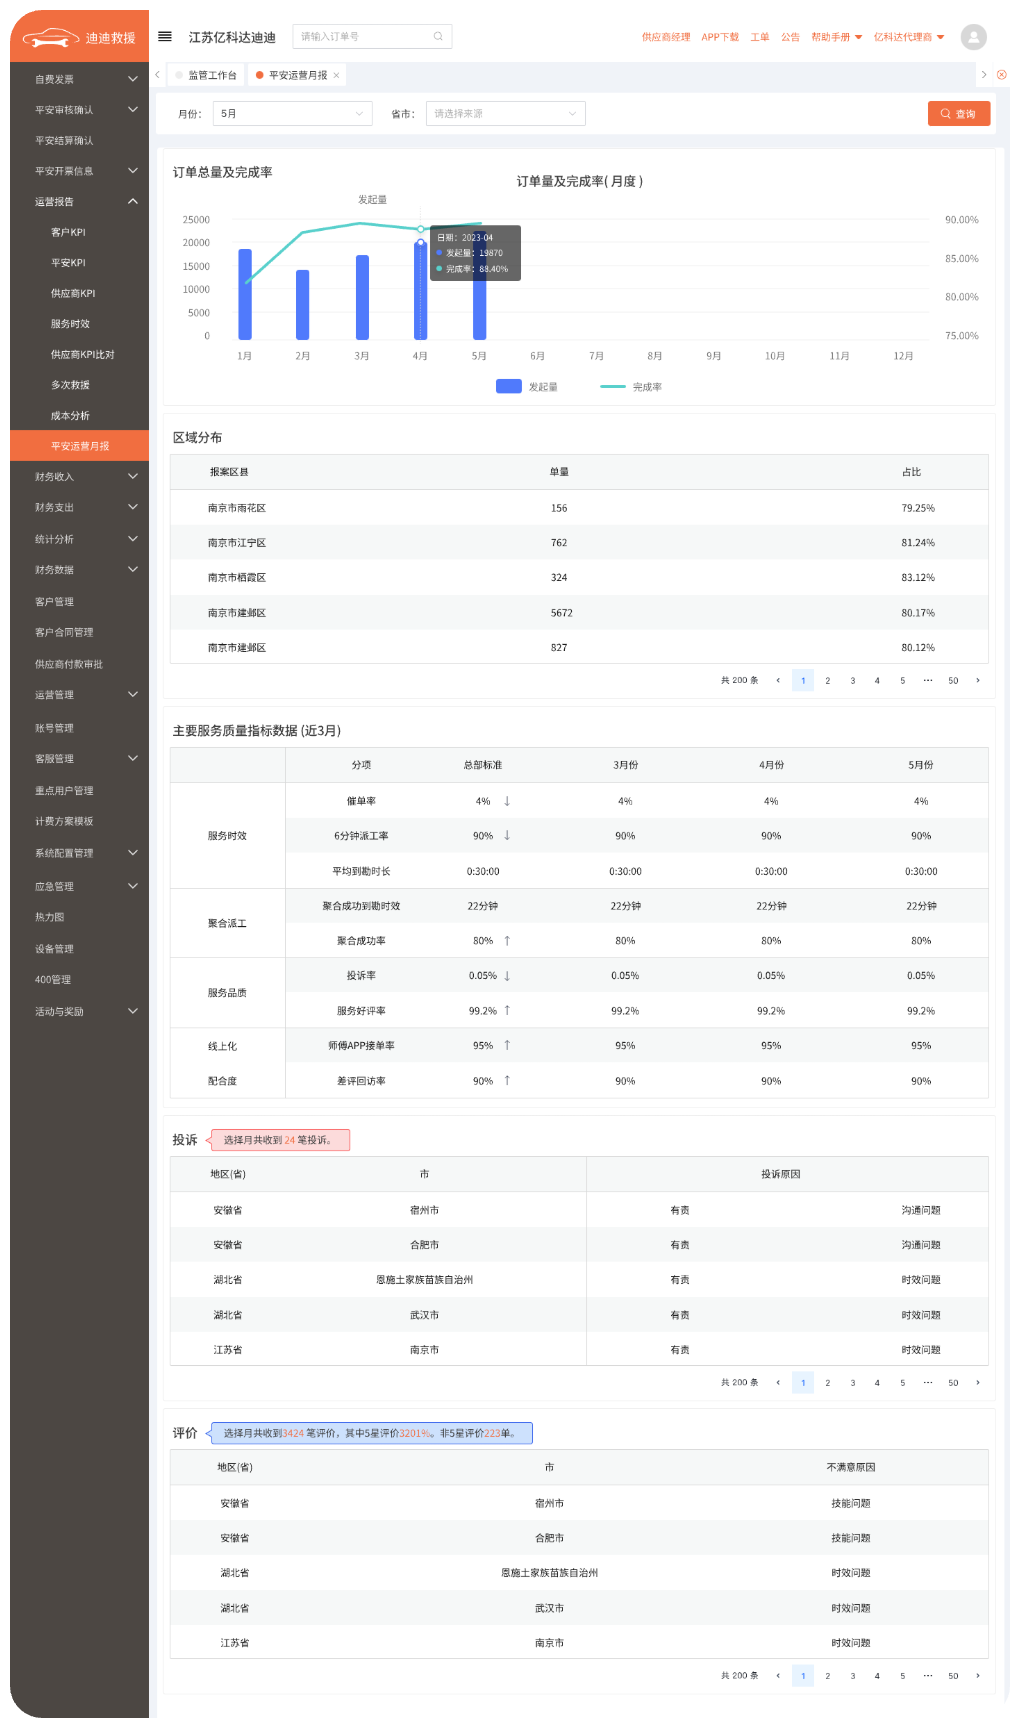 迪迪救援
江苏亿科达迪迪
请输入订单号
供应商经理 APP下载 工单 公告 帮助手册 亿科达代理商
监管工作台 平安运营月报
月份： 5月 省市： 请选择来源 查询
自费发票
平安审核确认
平安结算确认
平安开票信息
运营报告
客户KPI
平安KPI
供应商KPI
服务时效
供应商KPI比对
多次救援
成本分析
平安运营月报
财务收入
财务支出
统计分析
财务数据
客户管理
客户合同管理
供应商付款审批
运营管理
账号管理
客服管理
重点用户管理
计费方案模板
系统配置管理
应急管理
热力图
设备管理
400管理
活动与奖励
订单总量及完成率
订单量及完成率( 月度 )
发起量
25000 90.00%
20000
15000 85.00%
10000 80.00%
5000
0 75.00%
日期：2023-04
发起量：19870
完成率：88.40%
1月 2月 3月 4月 5月 6月 7月 8月 9月 10月 11月 12月
发起量 完成率
区域分布
报案区县 单量 占比
南京市雨花区 156 79.25%
南京市江宁区 762 81.24%
南京市栖霞区 324 83.12%
南京市建邺区 5672 80.17%
南京市建邺区 827 80.12%
共 200 条 ‹ 1 2 3 4 5 ··· 50 ›
主要服务质量指标数据 (近3月)
分项 总部标准 3月份 4月份 5月份
服务时效
催单率 4% ↓ 4% 4% 4%
6分钟派工率 90% ↓ 90% 90% 90%
平均到勘时长 0:30:00 0:30:00 0:30:00 0:30:00
聚合派工
聚合成功到勘时效 22分钟 22分钟 22分钟 22分钟
聚合成功率 80% ↑ 80% 80% 80%
服务品质
投诉率 0.05% ↓ 0.05% 0.05% 0.05%
服务好评率 99.2% ↑ 99.2% 99.2% 99.2%
线上化 师傅APP接单率 95% ↑ 95% 95% 95%
配合度 差评回访率 90% ↑ 90% 90% 90%
投诉 选择月共收到 24 笔投诉。
地区(省) 市 投诉原因
安徽省 宿州市 有责 沟通问题
安徽省 合肥市 有责 沟通问题
湖北省 恩施土家族苗族自治州 有责 时效问题
湖北省 武汉市 有责 时效问题
江苏省 南京市 有责 时效问题
共 200 条 ‹ 1 2 3 4 5 ··· 50 ›
评价 选择月共收到3424 笔评价，其中5星评价3201%。非5星评价223单。
地区(省) 市 不满意原因
安徽省 宿州市 技能问题
安徽省 合肥市 技能问题
湖北省 恩施土家族苗族自治州 时效问题
湖北省 武汉市 时效问题
江苏省 南京市 时效问题
共 200 条 ‹ 1 2 3 4 5 ··· 50 ›